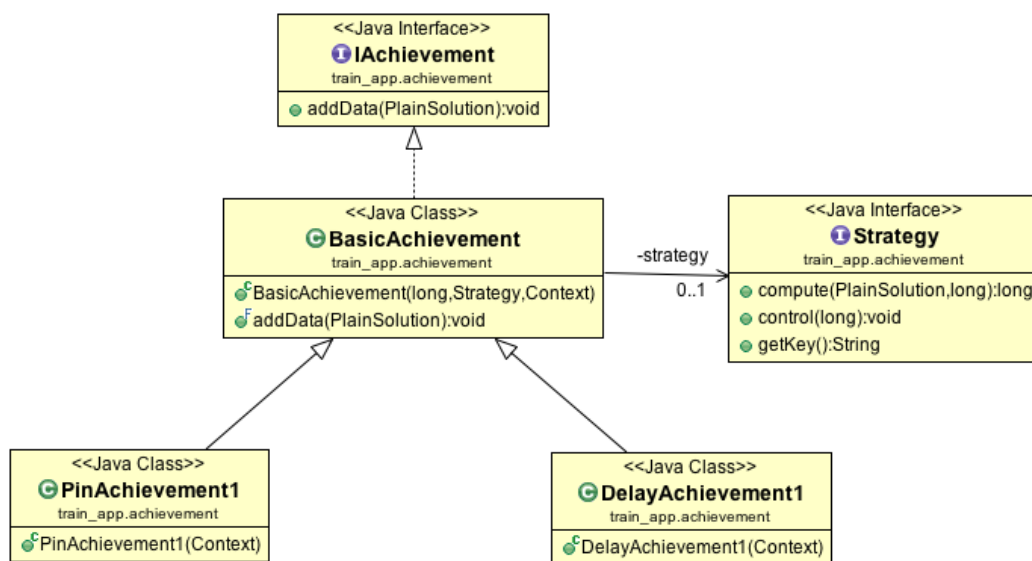 <<Java Interface>>
IAchievement
train_app.achievement
addData(PlainSolution):void
<<Java Class>>
BasicAchievement
train_app.achievement
BasicAchievement(long,Strategy,Context)
addData(PlainSolution):void
-strategy
0..1
<<Java Interface>>
Strategy
train_app.achievement
compute(PlainSolution,long):long
control(long):void
getKey():String
<<Java Class>>
PinAchievement1
train_app.achievement
PinAchievement1(Context)
<<Java Class>>
DelayAchievement1
train_app.achievement
DelayAchievement1(Context)